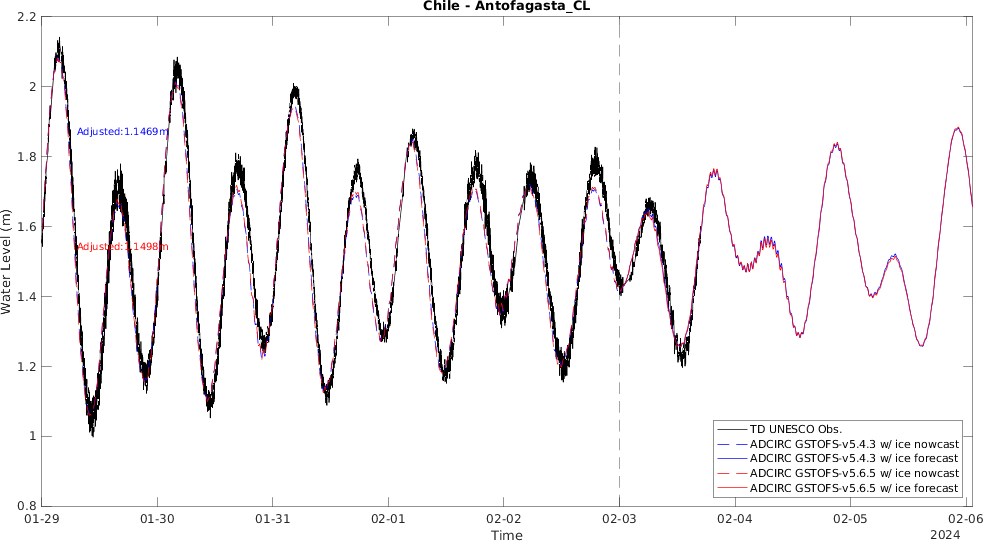 Chile - Antofagasta_CL
2.2
2
1.8
1.6
1.4
1.2
1
0.8
Water Level (m)
Adjusted:1.1469m
Adjusted:1.1498m
TD UNESCO Obs.
ADCIRC GSTOFS-v5.4.3 w/ ice nowcast
ADCIRC GSTOFS-v5.4.3 w/ ice forecast
ADCIRC GSTOFS-v5.6.5 w/ ice nowcast
ADCIRC GSTOFS-v5.6.5 w/ ice forecast
01-29 01-30 01-31 02-01 02-02 02-03 02-04 02-05 02-06
Time
2024